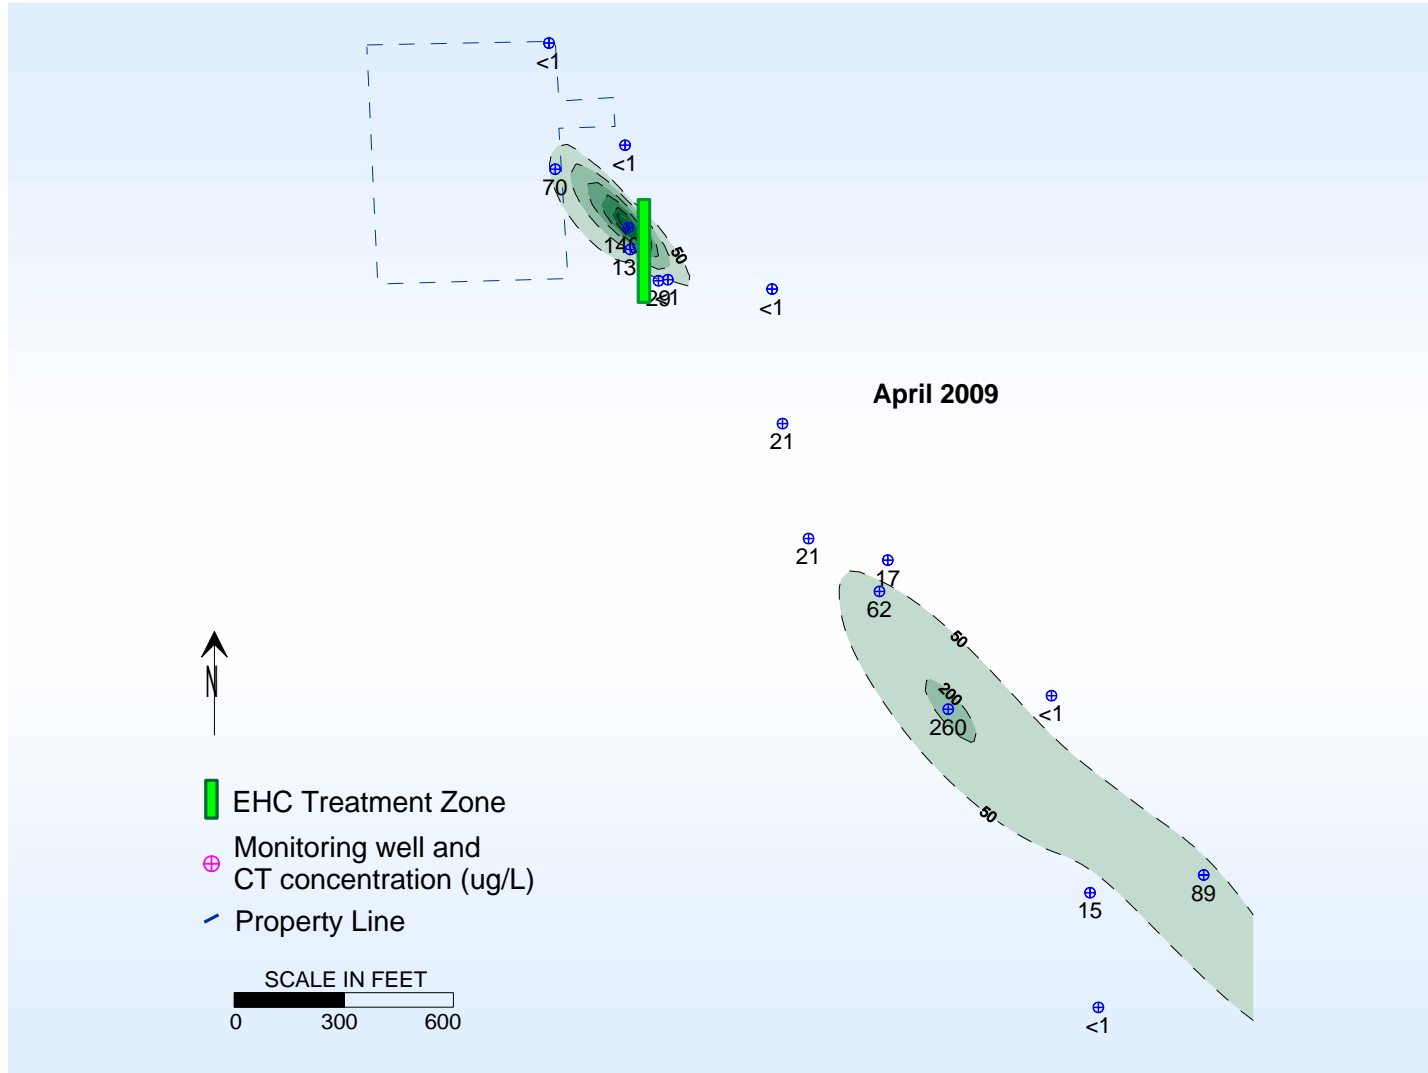 <1
<1
70
50
13
<1
<1
April 2009
21
21
17
62
50
200
<1
260
N
50
EHC Treatment Zone
Monitoring well and
CT concentration (ug/L)
89
15
Property Line
SCALE IN FEET
0 300 600
<1